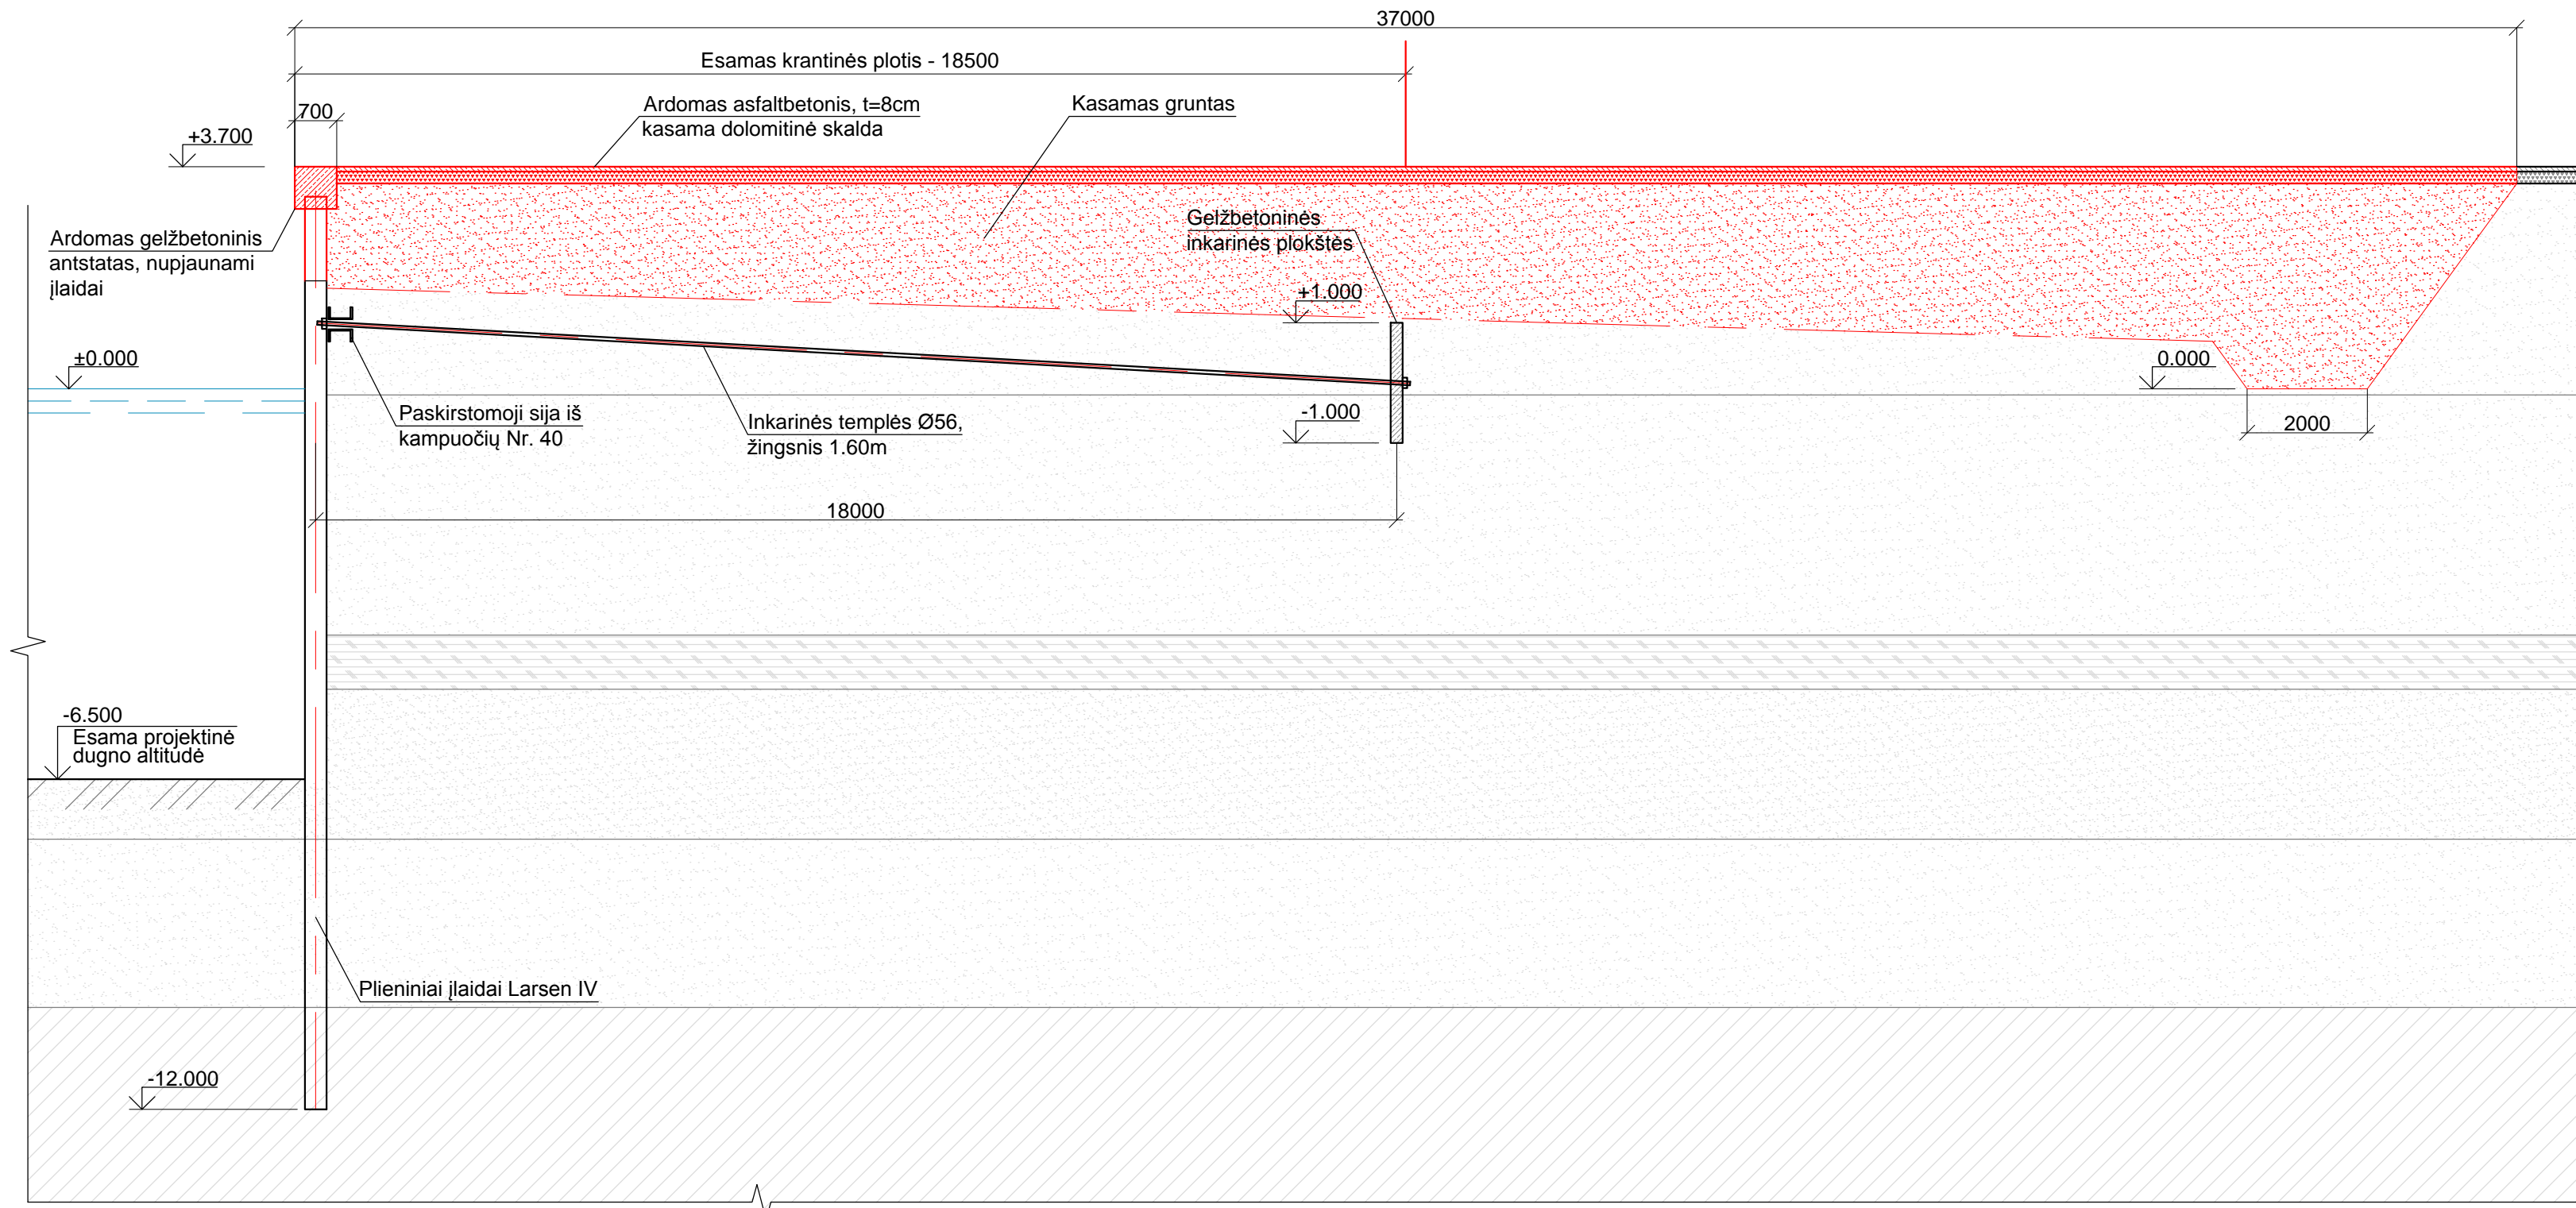 37000
Esamas krantinės plotis - 18500
700
Ardomas asfaltbetonis, t=8cm
kasama dolomitinė skalda
Kasamas gruntas
+3.700
Ardomas gelžbetoninis
antstatas, nupjaunami
įlaidai
Gelžbetoninės
inkarinės plokštės
+1.000
±0.000
0.000
Paskirstomoji sija iš
kampuočių Nr. 40
Inkarinės templės Ø56,
žingsnis 1.60m
-1.000
2000
18000
-6.500
Esama projektinė
dugno altitudė
Plieniniai įlaidai Larsen IV
-12.000